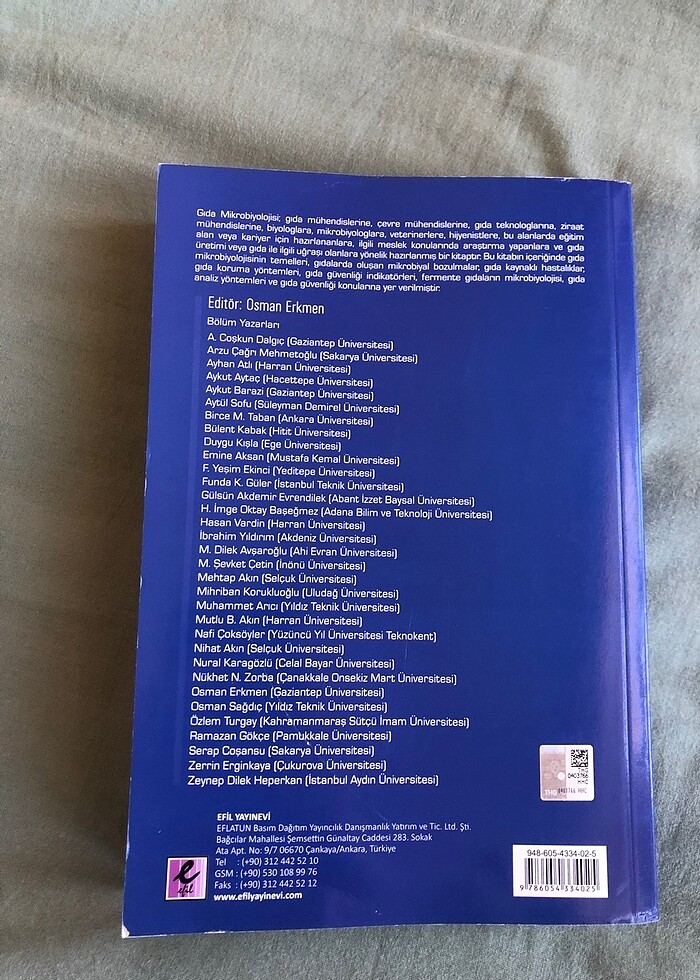 Gıda Mikrobiyolojisi; gıda mühendislerine, çevre mühendislerine, gıda teknologlarına, ziraat
mühendislerine, biyologlara, mikrobiyologlara, veterinerlere, hijyenistlere, bu alanlarda eğitim
alan veya kariyer için hazırlananlara, ilgili meslek konularında araştırma yapanlara ve gıda
üretimi veya gıda ile ilgili uğraşı olanlara yönelik hazırlanmış bir kitaptır. Bu kitabın içeriğinde gıda
mikrobiyolojisinin temelleri, gıdalarda oluşan mikrobiyal bozulmalar, gıda kaynaklı hastalıklar,
gıda koruma yöntemleri, gıda güvenliği indikatörleri, fermente gıdaların mikrobiyolojisi, gıda
analiz yöntemleri ve gıda güvenliği konularına yer verilmiştir.
Editör: Osman Erkmen
Bölüm Yazarları
A. Coşkun Dalgıç (Gaziantep Üniversitesi)
Arzu Çağrı Mehmetoğlu (Sakarya Üniversitesi)
Ayhan Atlı (Harran Üniversitesi)
Aykut Aytaç (Hacettepe Üniversitesi)
Aykut Barazi (Gaziantep Üniversitesi)
Aytül Sofu (Süleyman Demirel Üniversitesi)
Birce M. Taban (Ankara Üniversitesi)
Bülent Kabak (Hitit Üniversitesi)
Duygu Kışla (Ege Üniversitesi)
Emine Aksan (Mustafa Kemal Üniversitesi)
F. Yeşim Ekinci (Yeditepe Üniversitesi)
Funda K. Güler (İstanbul Teknik Üniversitesi)
Gülsün Akdemir Evrendilek (Abant İzzet Baysal Üniversitesi)
H. İmge Oktay Başeğmez (Adana Bilim ve Teknoloji Üniversitesi)
Hasan Vardin (Harran Üniversitesi)
İbrahim Yıldırım (Akdeniz Üniversitesi)
M. Dilek Avşaroğlu (Ahi Evran Üniversitesi)
M. Şevket Çetin (İnönü Üniversitesi)
Mehtap Akın (Selçuk Üniversitesi)
Mihriban Korukluoğlu (Uludağ Üniversitesi)
Muhammet Arıcı (Yıldız Teknik Üniversitesi)
Mutlu B. Akın (Harran Üniversitesi)
Nafi Çoksöyler (Yüzüncü Yıl Üniversitesi Teknokent)
Nihat Akın (Selçuk Üniversitesi)
Nural Karagözlü (Celal Bayar Üniversitesi)
Nükhet N. Zorba (Çanakkale Onsekiz Mart Üniversitesi)
Osman Erkmen (Gaziantep Üniversitesi)
Osman Sağdıç (Yıldız Teknik Üniversitesi)
Özlem Turgay (Kahramanmaraş Sütçü İmam Üniversitesi)
Ramazan Gökçe (Pamukkale Üniversitesi)
Serap Coşansu (Sakarya Üniversitesi)
Zerrin Erginkaya (Çukurova Üniversitesi)
Zeynep Dilek Heperkan (İstanbul Aydın Üniversitesi)
THG
0403766
HHC
THG 0403766 HHC
EFİL YAYINEVİ
EFLATUN Basım Dağıtım Yayıncılık Danışmanlık Yatırım ve Tic. Ltd. Şti.
Bağcılar Mahallesi Şemsettin Günaltay Caddesi 283. Sokak
Ata Apt. No: 9/7 06670 Çankaya/Ankara, Türkiye
Tel : (+90) 312 442 52 10
GSM : (+90) 530 108 99 76
Faks : (+90) 312 442 52 12
www.efilyayinevi.com
e
efil
948-605-4334-02-5
9 786054 334025